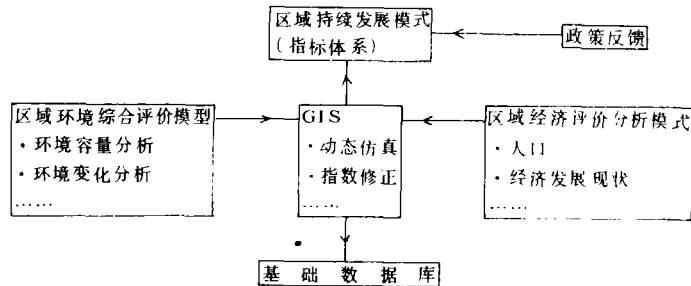 区域持续发展模式
(指标体系)
政策反馈
区域环境综合评价模型
· 环境容量分析
· 环境变化分析
……
GIS
· 动态仿真
· 指数修正
……
区域经济评价分析模式
· 人口
· 经济发展现状
……
基础数据库